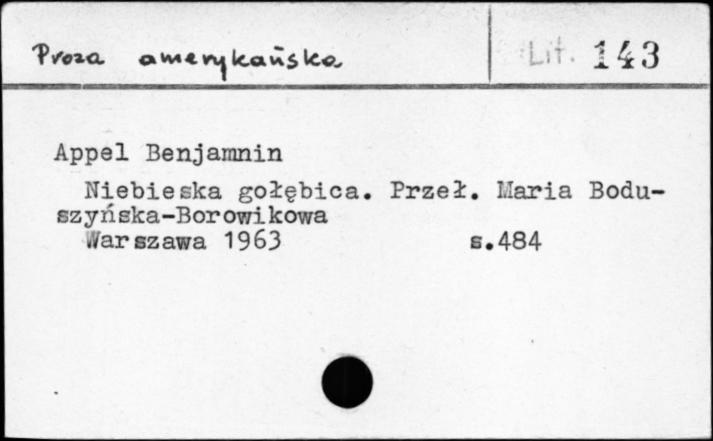 Proza amerykańska
Lit. 143
Appel Benjamnin
Niebieska gołębica. Przeł. Maria Bodu-
szyńska-Borowikowa
Warszawa 1963 s.484